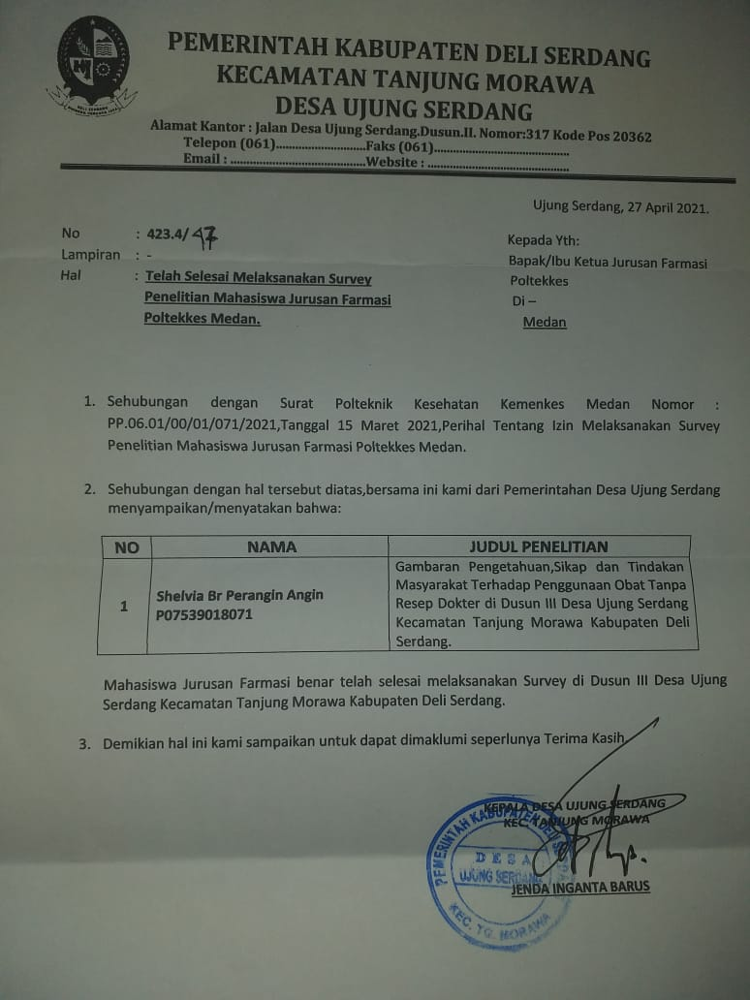 PEMERINTAH KABUPATEN DELI SERDANG
KECAMATAN TANJUNG MORAWA
DESA UJUNG SERDANG
Alamat Kantor : Jalan Desa Ujung Serdang.Dusun.II. Nomor:317 Kode Pos 20362
Telepon (061)..............................Faks (061).............................................
Email : .............................................Website : ...............................................
Ujung Serdang, 27 April 2021.
No : 423.4/97
Lampiran : -
Hal : Telah Selesai Melaksanakan Survey
Penelitian Mahasiswa Jurusan Farmasi
Poltekkes Medan.
Kepada Yth:
Bapak/Ibu Ketua Jurusan Farmasi
Poltekkes
Di –
Medan
1. Sehubungan dengan Surat Polteknik Kesehatan Kemenkes Medan Nomor :
PP.06.01/00/01/071/2021,Tanggal 15 Maret 2021,Perihal Tentang Izin Melaksanakan Survey
Penelitian Mahasiswa Jurusan Farmasi Poltekkes Medan.
2. Sehubungan dengan hal tersebut diatas,bersama ini kami dari Pemerintahan Desa Ujung Serdang
menyampaikan/menyatakan bahwa:
NO NAMA JUDUL PENELITIAN
1 Shelvia Br Perangin Angin
P07539018071
Gambaran Pengetahuan,Sikap dan Tindakan
Masyarakat Terhadap Penggunaan Obat Tanpa
Resep Dokter di Dusun III Desa Ujung Serdang
Kecamatan Tanjung Morawa Kabupaten Deli
Serdang.
Mahasiswa Jurusan Farmasi benar telah selesai melaksanakan Survey di Dusun III Desa Ujung
Serdang Kecamatan Tanjung Morawa Kabupaten Deli Serdang.
3. Demikian hal ini kami sampaikan untuk dapat dimaklumi seperlunya Terima Kasih
KEPALA DESA UJUNG SERDANG
KEC. TANJUNG MORAWA
JENDA INGANTA BARUS
PEMERINTAH KABUPATEN DELI SERDANG
DESA
UJUNG SERDANG
KEC. TG. MORAWA